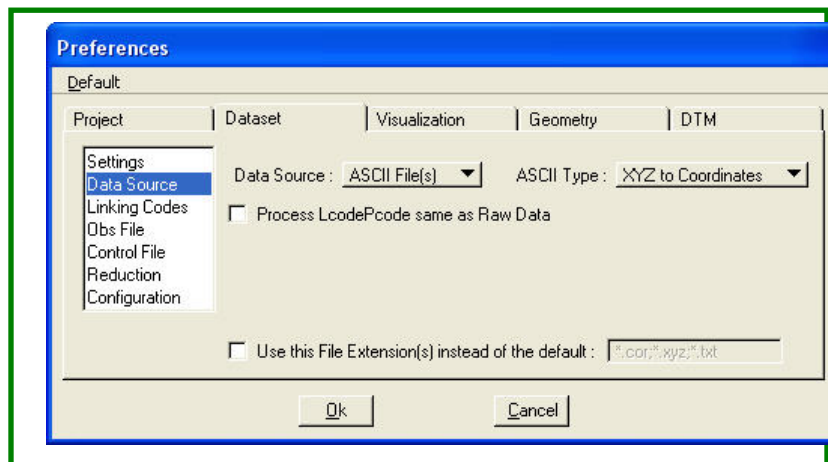 Preferences
Default
Project Dataset Visualization Geometry DTM
Settings
Data Source
Linking Codes
Obs File
Control File
Reduction
Configuration
Data Source : ASCII File(s) ASCII Type : XYZ to Coordinates
Process LcodePcode same as Raw Data
Use this File Extension(s) instead of the default : *.cor;*.xyz;*.txt
Ok Cancel